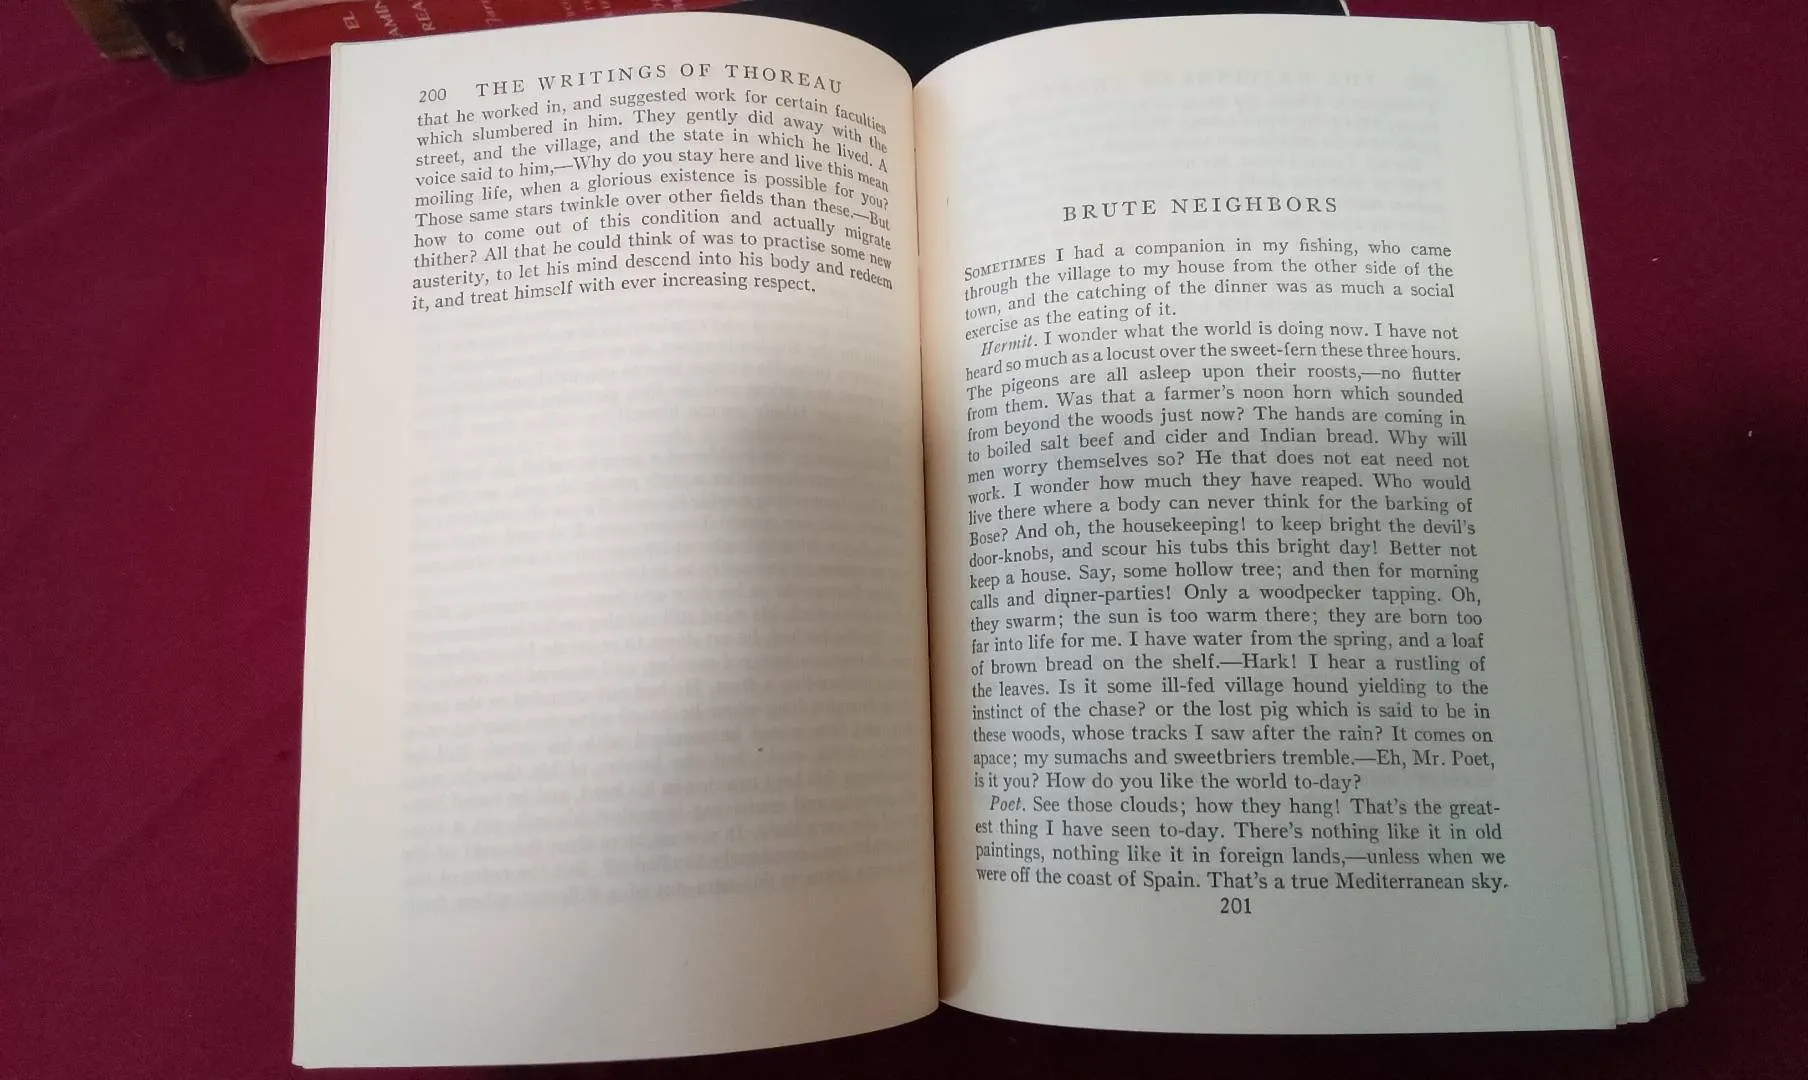 EL
200 THE WRITINGS OF THOREAU
that he worked in, and suggested work for certain faculties
which slumbered in him. They gently did away with the
street, and the village, and the state in which he lived. A
voice said to him,—Why do you stay here and live this mean
moiling life, when a glorious existence is possible for you?
Those same stars twinkle over other fields than these.—But
how to come out of this condition and actually migrate
thither? All that he could think of was to practise some new
austerity, to let his mind descend into his body and redeem
it, and treat himself with ever increasing respect.
BRUTE NEIGHBORS
SOMETIMES I had a companion in my fishing, who came
through the village to my house from the other side of the
town, and the catching of the dinner was as much a social
exercise as the eating of it.
Hermit. I wonder what the world is doing now. I have not
heard so much as a locust over the sweet-fern these three hours.
The pigeons are all asleep upon their roosts,—no flutter
from them. Was that a farmer's noon horn which sounded
from beyond the woods just now? The hands are coming in
to boiled salt beef and cider and Indian bread. Why will
men worry themselves so? He that does not eat need not
work. I wonder how much they have reaped. Who would
live there where a body can never think for the barking of
Bose? And oh, the housekeeping! to keep bright the devil's
door-knobs, and scour his tubs this bright day! Better not
keep a house. Say, some hollow tree; and then for morning
calls and dinner-parties! Only a woodpecker tapping. Oh,
they swarm; the sun is too warm there; they are born too
far into life for me. I have water from the spring, and a loaf
of brown bread on the shelf.—Hark! I hear a rustling of
the leaves. Is it some ill-fed village hound yielding to the
instinct of the chase? or the lost pig which is said to be in
these woods, whose tracks I saw after the rain? It comes on
apace; my sumachs and sweetbriers tremble.—Eh, Mr. Poet,
is it you? How do you like the world to-day?
Poet. See those clouds; how they hang! That's the great-
est thing I have seen to-day. There's nothing like it in old
paintings, nothing like it in foreign lands,—unless when we
were off the coast of Spain. That's a true Mediterranean sky.
201